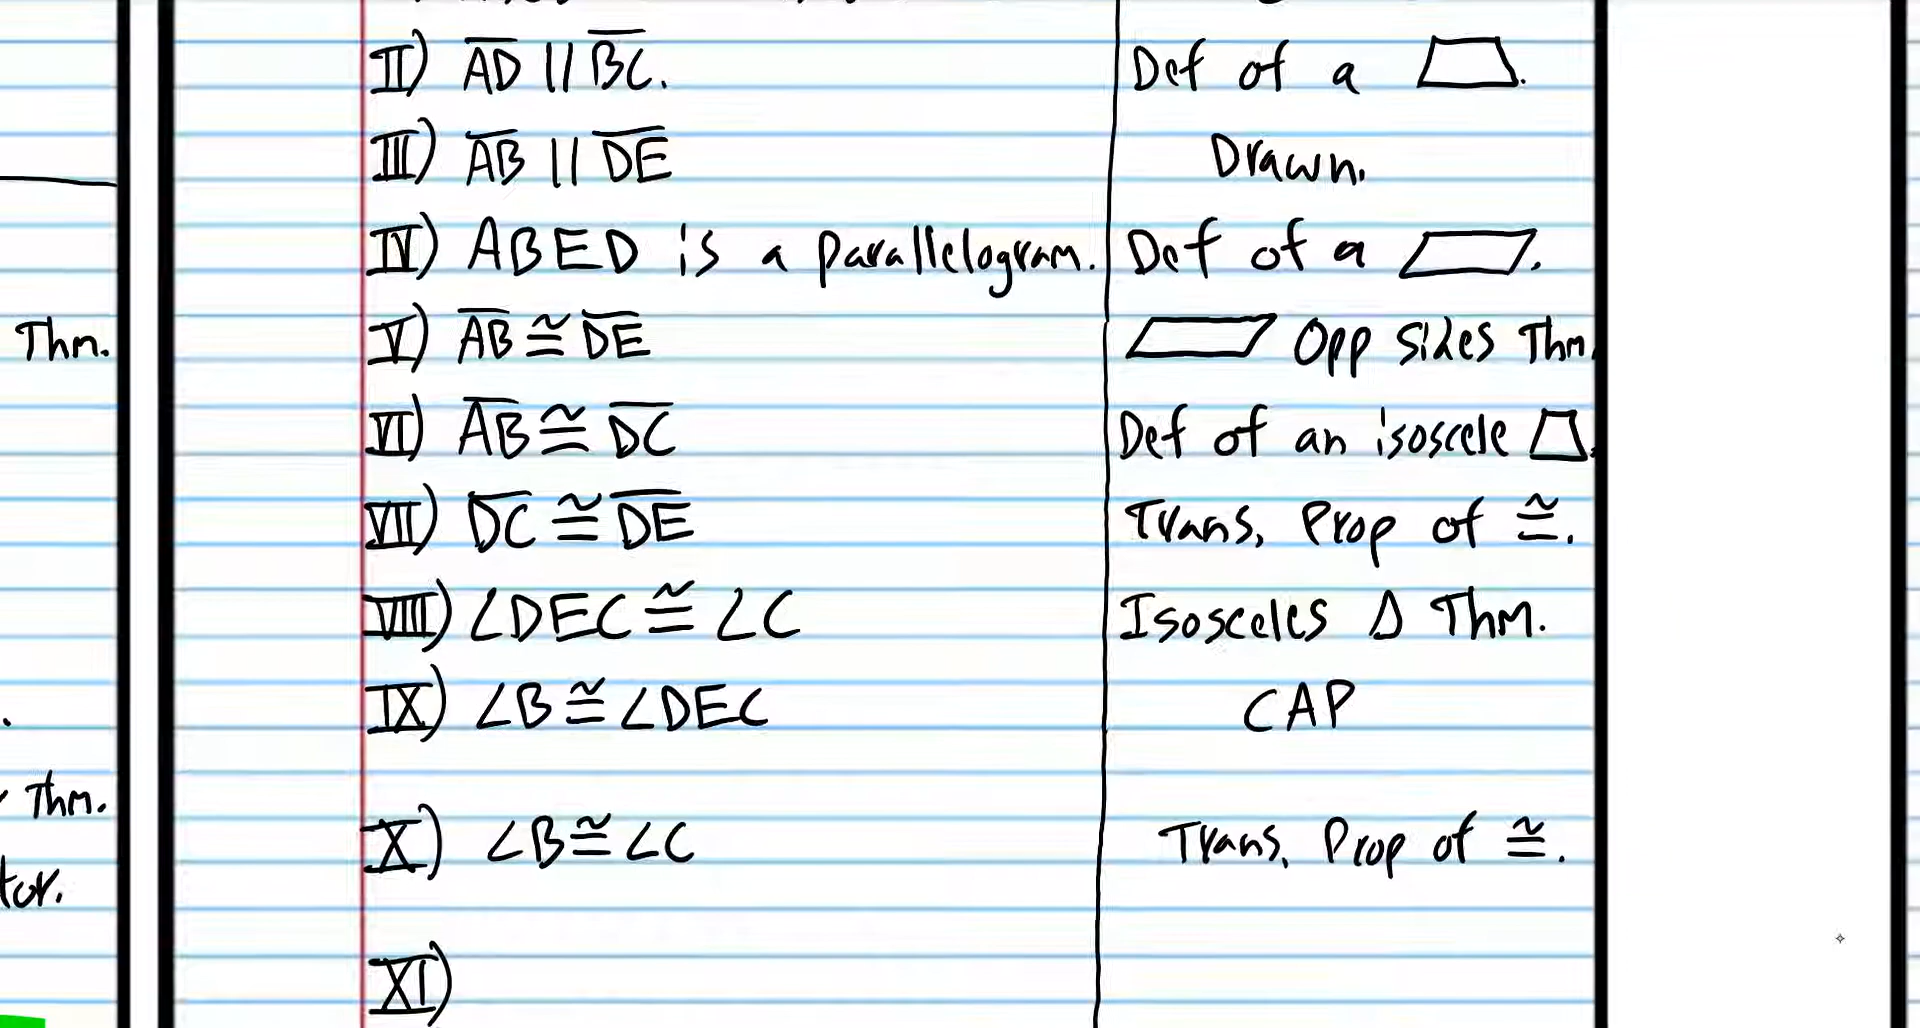 II) AD || BC. Def of a ⏢.
III) AB || DE Drawn.
IV) ABED is a parallelogram. Def of a ▱.
Thm.
V) AB ≅ DE ▱ Opp sides Thm.
VI) AB ≅ DC Def of an isoscele ⏢.
VII) DC ≅ DE Trans. Prop of ≅.
VIII) ∠DEC ≅ ∠C Isosceles △ Thm.
IX) ∠B ≅ ∠DEC CAP
Thm.
X) ∠B ≅ ∠C Trans. Prop of ≅.
tor.
XI)